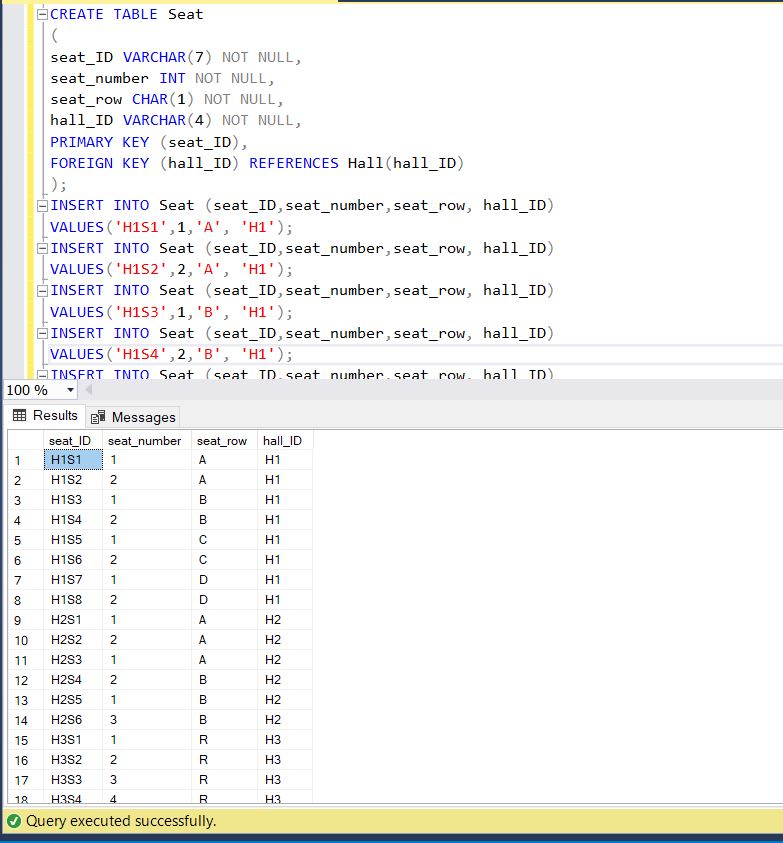 CREATE TABLE Seat
(
seat_ID VARCHAR(7) NOT NULL,
seat_number INT NOT NULL,
seat_row CHAR(1) NOT NULL,
hall_ID VARCHAR(4) NOT NULL,
PRIMARY KEY (seat_ID),
FOREIGN KEY (hall_ID) REFERENCES Hall(hall_ID)
);
INSERT INTO Seat (seat_ID,seat_number,seat_row, hall_ID)
VALUES('H1S1',1,'A', 'H1');
INSERT INTO Seat (seat_ID,seat_number,seat_row, hall_ID)
VALUES('H1S2',2,'A', 'H1');
INSERT INTO Seat (seat_ID,seat_number,seat_row, hall_ID)
VALUES('H1S3',1,'B', 'H1');
INSERT INTO Seat (seat_ID,seat_number,seat_row, hall_ID)
VALUES('H1S4',2,'B', 'H1');
INSERT INTO Seat (seat_ID,seat_number,seat_row, hall_ID)
100 %
Results Messages
seat_ID seat_number seat_row hall_ID
1 H1S1 1 A H1
2 H1S2 2 A H1
3 H1S3 1 B H1
4 H1S4 2 B H1
5 H1S5 1 C H1
6 H1S6 2 C H1
7 H1S7 1 D H1
8 H1S8 2 D H1
9 H2S1 1 A H2
10 H2S2 2 A H2
11 H2S3 1 A H2
12 H2S4 2 B H2
13 H2S5 1 B H2
14 H2S6 3 B H2
15 H3S1 1 R H3
16 H3S2 2 R H3
17 H3S3 3 R H3
18 H3S4 4 R H3
Query executed successfully.